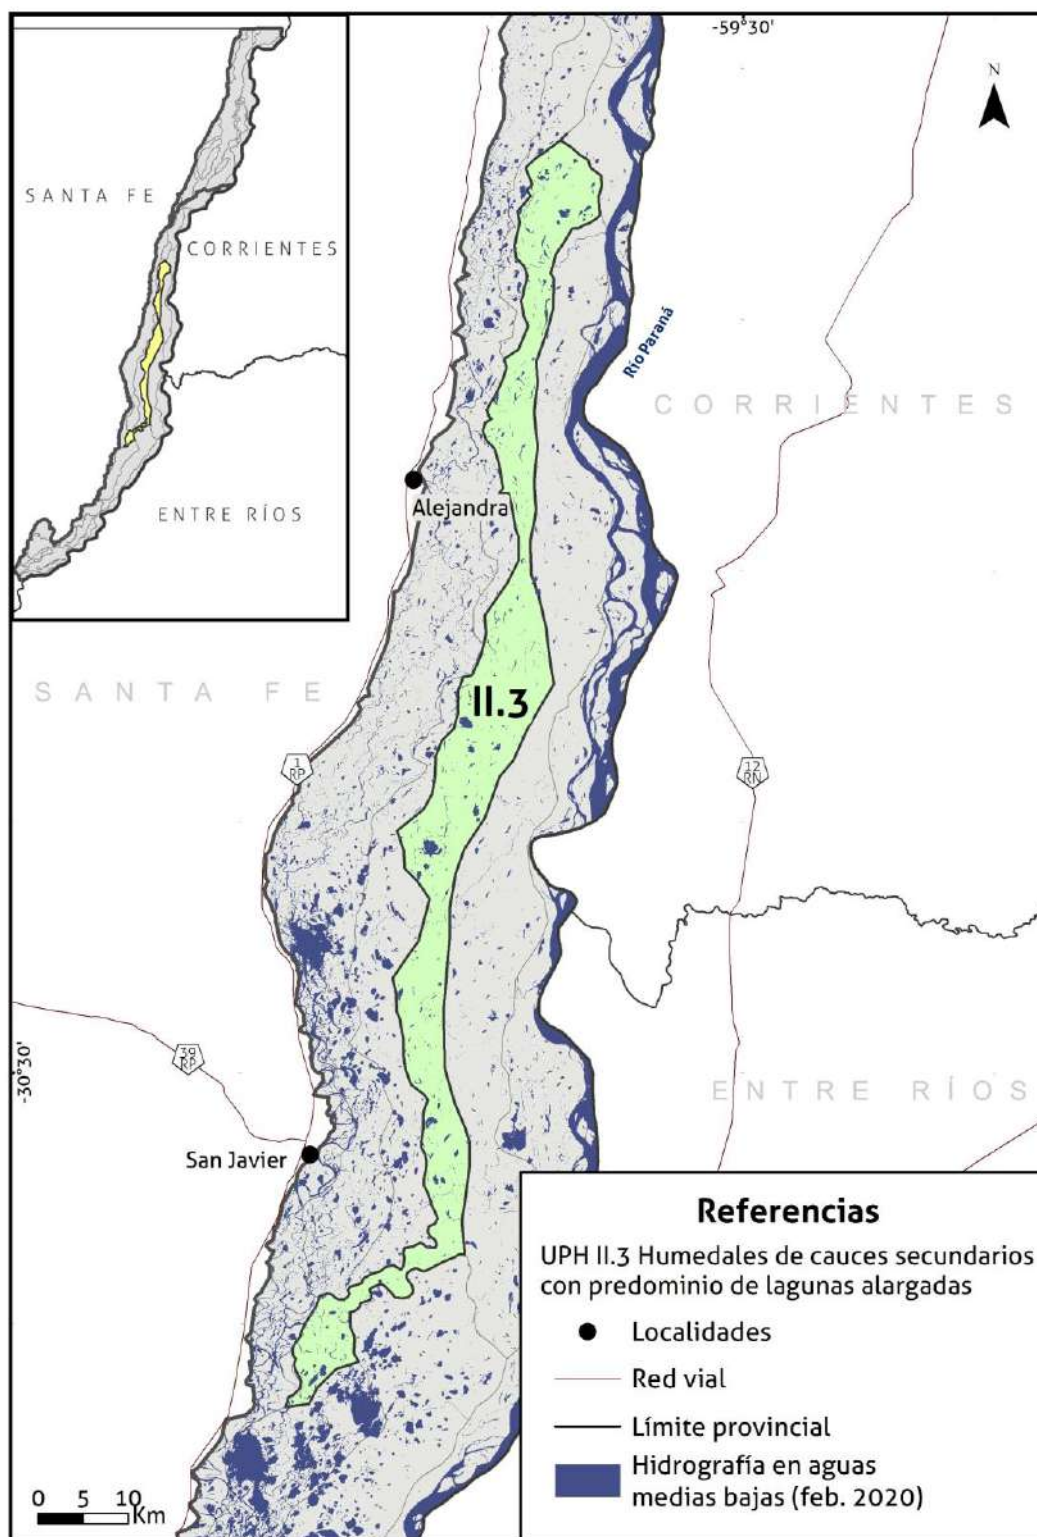 -59°30'
N
SANTA FE
CORRIENTES
ENTRE RÍOS
Río Paraná
CORRIENTES
Alejandra
SANTA FE
II.3
1
RP
12
RN
-30°30'
39
RP
ENTRE RÍOS
San Javier
Referencias
UPH II.3 Humedales de cauces secundarios
con predominio de lagunas alargadas
Localidades
Red vial
Límite provincial
Hidrografía en aguas
medias bajas (feb. 2020)
0 5 10 Km